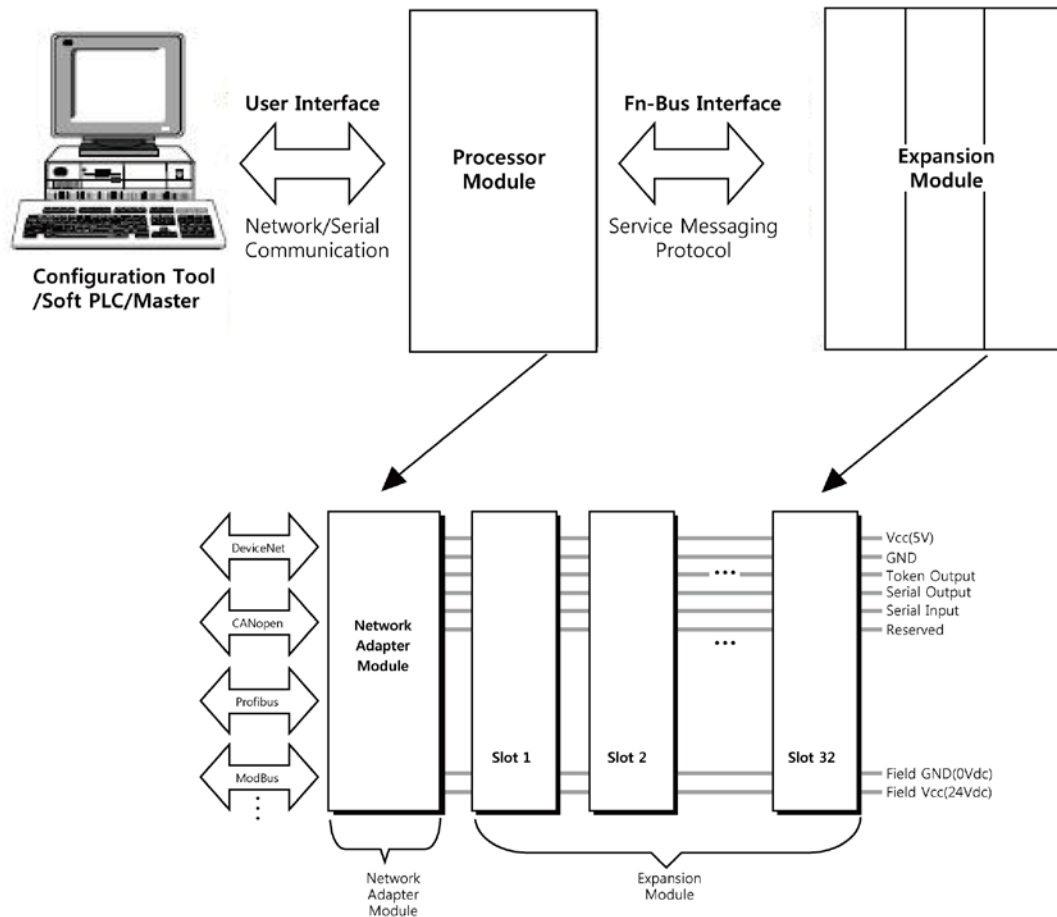 User Interface
Network/Serial
Communication
Configuration Tool
/Soft PLC/Master
Processor
Module
Fn-Bus Interface
Service Messaging
Protocol
Expansion
Module
DeviceNet
CANopen
Profibus
ModBus
Network
Adapter
Module
Slot 1
Slot 2
Slot 32
Vcc(5V)
GND
Token Output
Serial Output
Serial Input
Reserved
Field GND(0Vdc)
Field Vcc(24Vdc)
Network
Adapter
Module
Expansion
Module